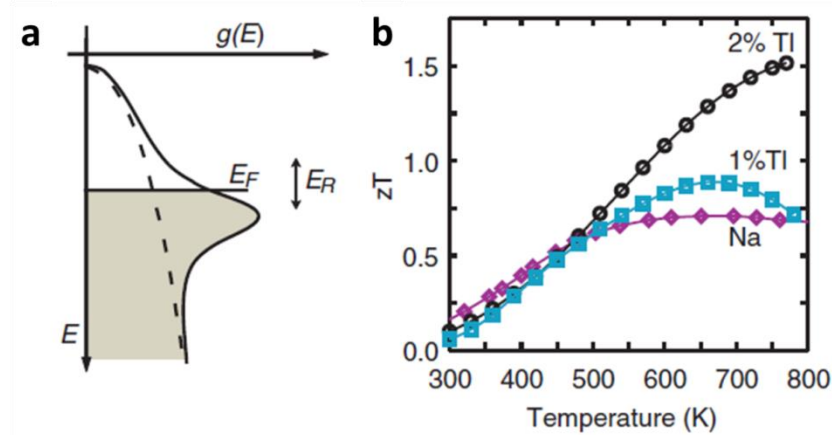 a
g(E)
E_F
E_R
E
b
zT
1.5
1.0
0.5
0.0
2% Tl
1%Tl
Na
300 400 500 600 700 800
Temperature (K)